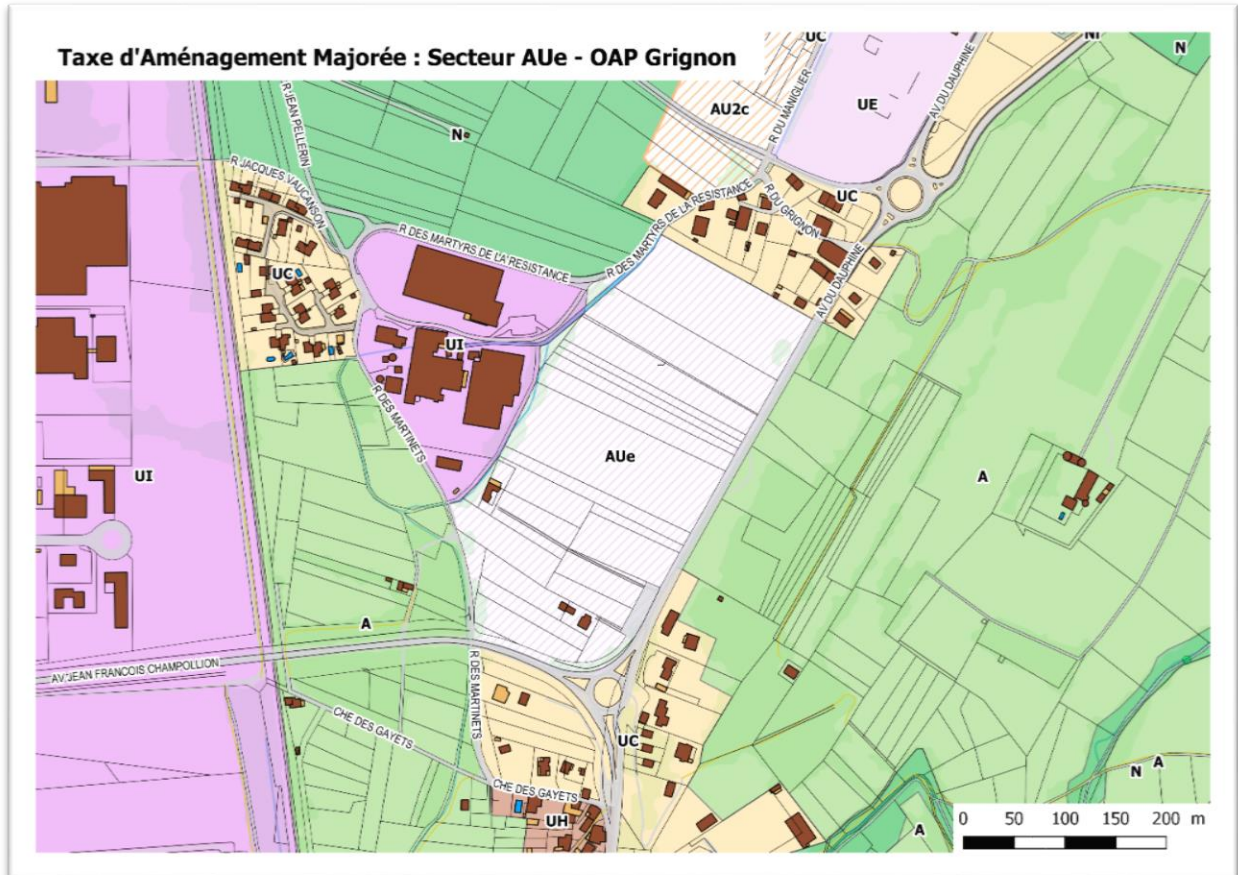 Taxe d'Aménagement Majorée : Secteur AUe - OAP Grignon
UC
NI
N
AU2c
UE
R DU MANIGLIER
AV DU DAUPHINE
R JEAN PELLERIN
N
R JACQUES VAUCANSON
R DES MARTYRS DE LA RESISTANCE
R DU GRIGNON
UC
R DES MARTYRS DE LA RESISTANCE
R DES MARTYRS DE LA RESISTANCE
AV DU DAUPHINE
UC
UI
R DES MARTINETS
AUe
UI
A
A
AV JEAN FRANCOIS CHAMPOLLION
R DES MARTINETS
CHE DES GAYETS
UC
CHE DES GAYETS
UH
N
A
A
0 50 100 150 200 m